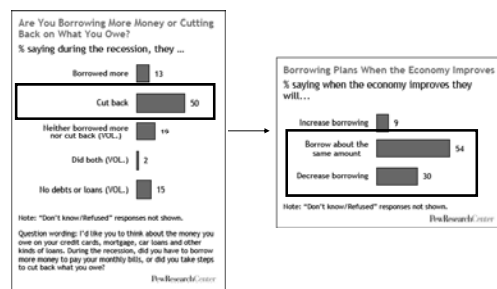 Are You Borrowing More Money or Cutting
Back on What You Owe?
% saying during the recession, they ...
Borrowed more 13
Cut back 50
Neither borrowed more
nor cut back (VOL.) 19
Did both (VOL.) 2
No debts or loans (VOL.) 15
Note: "Don't know/Refused" responses not shown.
Question wording: I'd like you to think about the money you
owe on your credit cards, mortgage, car loans and other
kinds of loans. During the recession, did you have to borrow
more money to pay your monthly bills, or did you take steps
to cut back what you owe?
PewResearchCenter
Borrowing Plans When the Economy Improves
% saying when the economy improves they
will...
Increase borrowing 9
Borrow about the
same amount 54
Decrease borrowing 30
Note: "Don't know/Refused" responses not shown.
PewResearchCenter